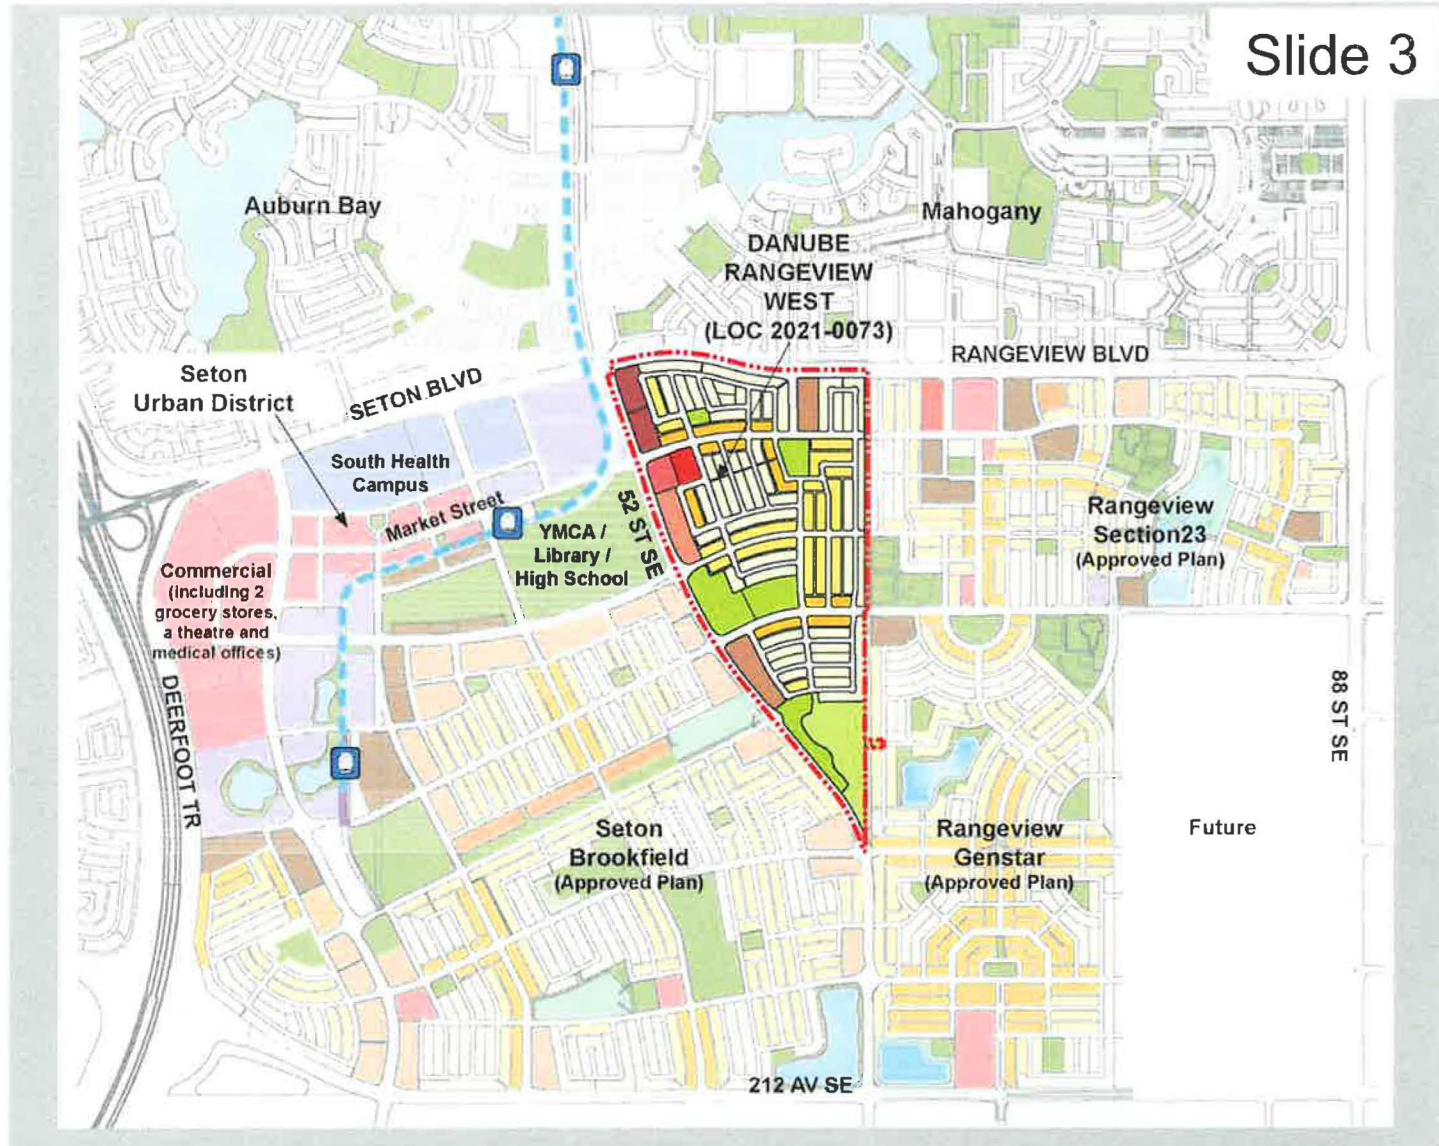 Slide 3
Auburn Bay
Mahogany
DANUBE
RANGEVIEW
WEST
(LOC 2021-0073)
RANGEVIEW BLVD
Seton
Urban District
SETON BLVD
South Health
Campus
Market Street
52 ST SE
YMCA /
Library /
High School
Rangeview
Section23
(Approved Plan)
Commercial
(including 2
grocery stores,
a theatre and
medical offices)
DEERFOOT TR
88 ST SE
Seton
Brookfield
(Approved Plan)
Rangeview
Genstar
(Approved Plan)
Future
212 AV SE